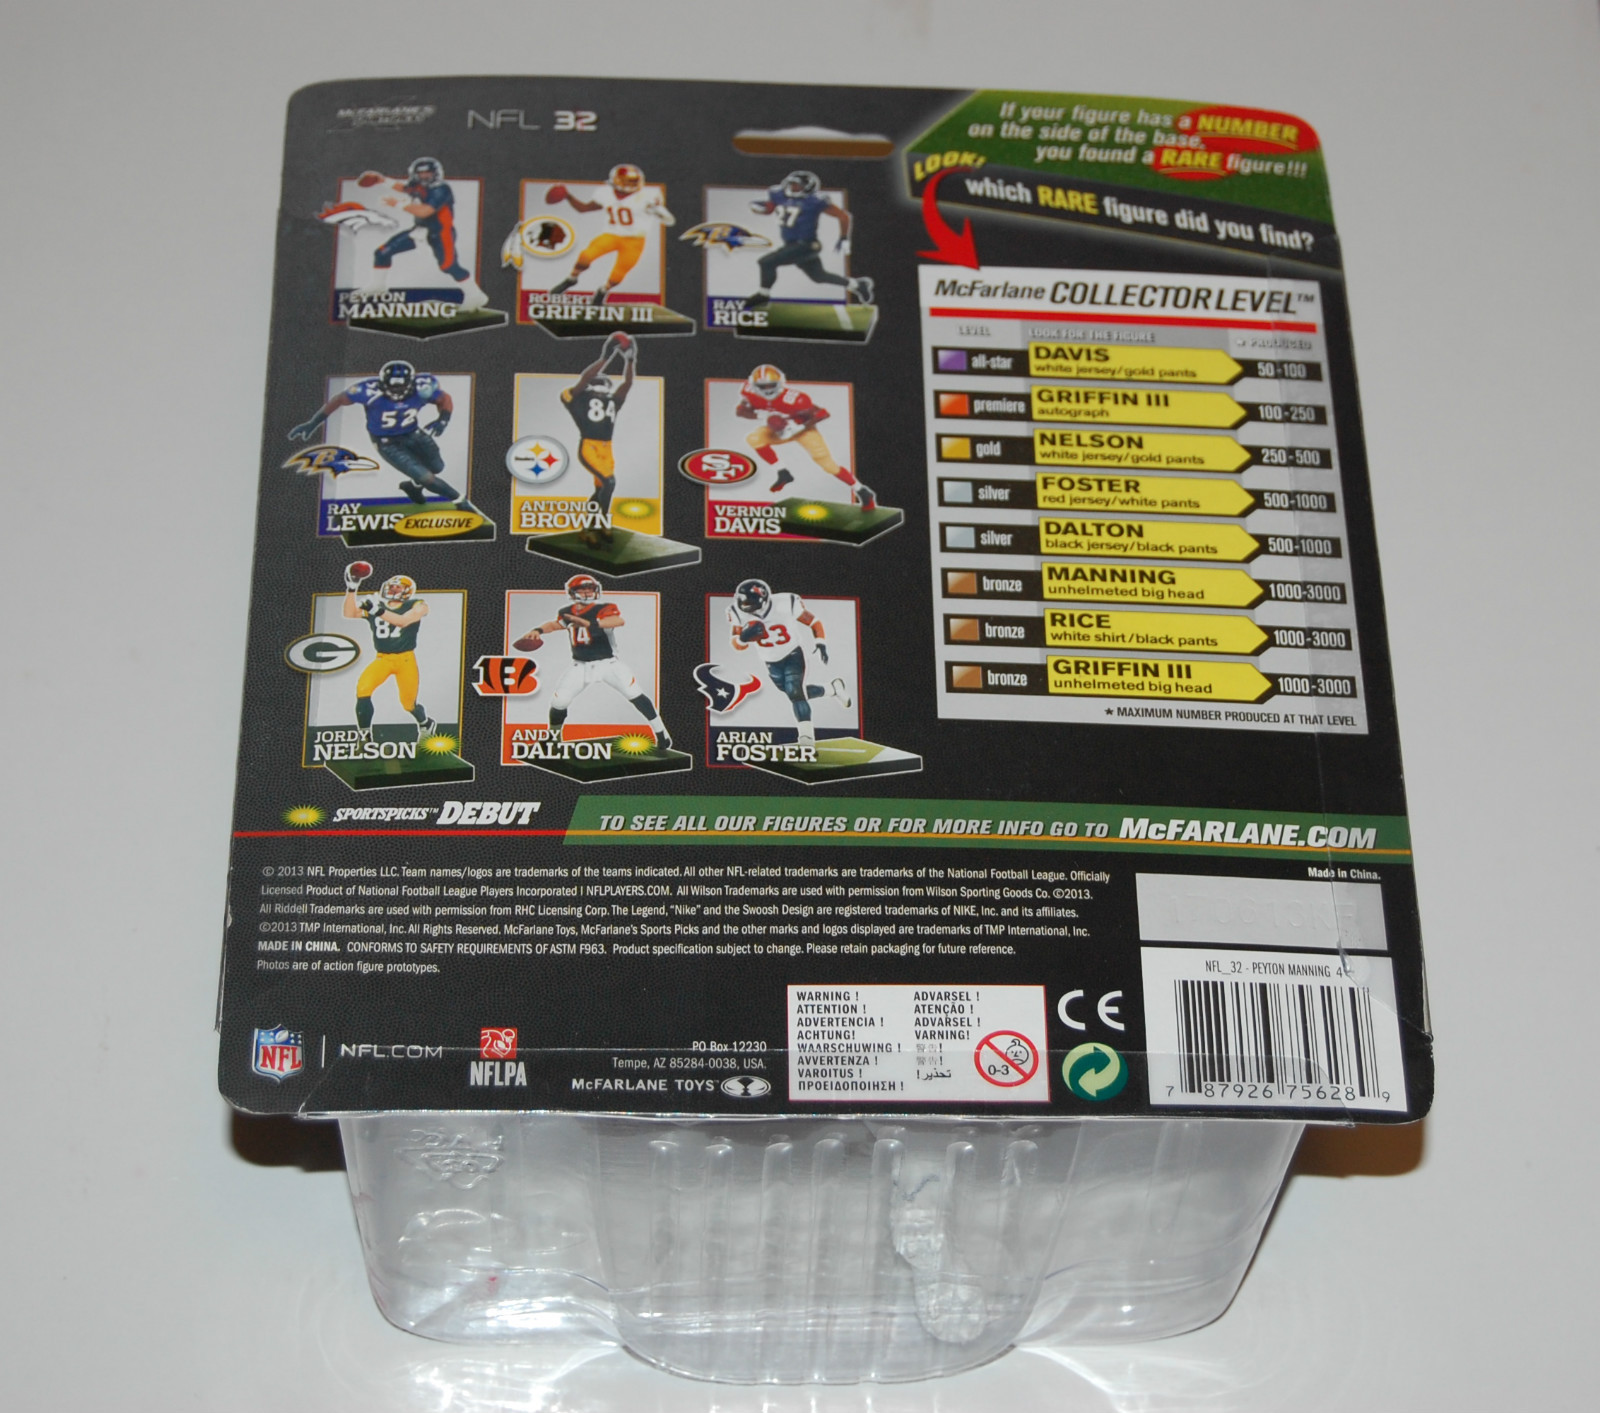 McFARLANE'S
NFL 32
If your figure has a NUMBER
on the side of the base,
you found a RARE figure!!!
LOOK!
which RARE figure did you find?
PEYTON
MANNING
10
ROBERT
GRIFFIN III
27
RAY
RICE
52
RAY
LEWIS
EXCLUSIVE
84
ANTONIO
BROWN
SF
VERNON
DAVIS
G
87
JORDY
NELSON
B
14
ANDY
DALTON
23
ARIAN
FOSTER
McFarlane COLLECTOR LEVEL™
LEVEL LOOK FOR THE FIGURE ★ PRODUCED
all-star DAVIS
white jersey/gold pants 50-100
premiere GRIFFIN III
autograph 100-250
gold NELSON
white jersey/gold pants 250-500
silver FOSTER
red jersey/white pants 500-1000
silver DALTON
black jersey/black pants 500-1000
bronze MANNING
unhelmeted big head 1000-3000
bronze RICE
white shirt/black pants 1000-3000
bronze GRIFFIN III
unhelmeted big head 1000-3000
★ MAXIMUM NUMBER PRODUCED AT THAT LEVEL
SPORTSPICKS™ DEBUT
TO SEE ALL OUR FIGURES OR FOR MORE INFO GO TO McFARLANE.COM
© 2013 NFL Properties LLC. Team names/logos are trademarks of the teams indicated. All other NFL-related trademarks are trademarks of the National Football League. Officially
Licensed Product of National Football League Players Incorporated | NFLPLAYERS.COM. All Wilson Trademarks are used with permission from Wilson Sporting Goods Co. ©2013.
All Riddell Trademarks are used with permission from RHC Licensing Corp. The Legend, "Nike" and the Swoosh Design are registered trademarks of NIKE, Inc. and its affiliates.
©2013 TMP International, Inc. All Rights Reserved. McFarlane Toys, McFarlane's Sports Picks and the other marks and logos displayed are trademarks of TMP International, Inc.
MADE IN CHINA. CONFORMS TO SAFETY REQUIREMENTS OF ASTM F963. Product specification subject to change. Please retain packaging for future reference.
Photos are of action figure prototypes.
Made in China.
NFL_32 - PEYTON MANNING 4
7 87926 75628 9
NFL
NFL.COM
NFLPA
PO Box 12230
Tempe, AZ 85284-0038, USA.
McFARLANE TOYS™
WARNING !
ATTENTION !
ADVERTENCIA !
ACHTUNG!
WAARSCHUWING !
AVVERTENZA !
VAROITUS !
ΠΡΟΕΙΔΟΠΟΙΗΣΗ !
ADVARSEL !
ATENÇÃO !
ADVARSEL !
VARNING!
警告!
警告!
تحذير!
0-3
CE